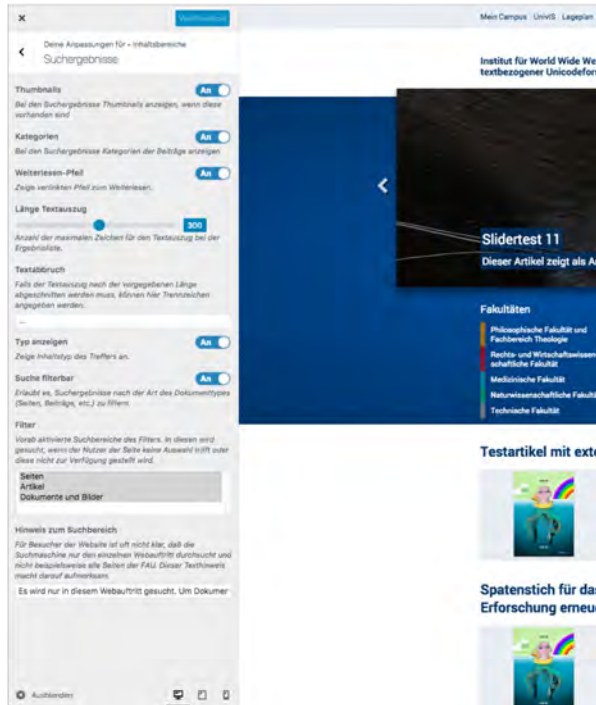 Veröffentlichen
Deine Anpassungen für • Inhaltsbereiche
Suchergebnisse
Thumbnails
An
Bei den Suchergebnisse Thumbnails anzeigen, wenn diese
vorhanden sind
Kategorien
An
Bei den Suchergebnisse Kategorien der Beiträge anzeigen
Weiterlesen-Pfeil
An
Zeige verlinkten Pfeil zum Weiterlesen.
Länge Textauszug
300
Anzahl der maximalen Zeichen für den Textauszug bei der
Ergebnisliste.
Textabbruch
Falls der Textauszug nach der vorgegebenen Länge
abgeschnitten werden muss, können hier Trennzeichen
angegeben werden.
...
Typ anzeigen
An
Zeige Inhaltstyp des Treffers an.
Suche filterbar
An
Erlaubt es, Suchergebnisse nach der Art des Dokumenttypes
(Seiten, Beiträge, etc.) zu filtern.
Filter
Vorab aktivierte Suchbereiche des Filters. In diesen wird
gesucht, wenn der Nutzer der Seite keine Auswahl trifft oder
diese nicht zur Verfügung gestellt wird.
Seiten
Artikel
Dokumente und Bilder
Hinweis zum Suchbereich
Für Besucher der Website ist oft nicht klar, daß die
Suchmaschine nur den einzelnen Webauftritt durchsucht und
nicht beispielsweise alle Seiten der FAU. Dieser Texthinweis
macht darauf aufmerksam.
Es wird nur in diesem Webauftritt gesucht. Um Dokumer
Ausblenden
Mein Campus UnivIS Lageplan
Institut für World Wide We
textbezogener Unicodefor
Slidertest 11
Dieser Artikel zeigt als A
Fakultäten
Philosophische Fakultät und
Fachbereich Theologie
Rechts- und Wirtschaftswissen-
schaftliche Fakultät
Medizinische Fakultät
Naturwissenschaftliche Fakultä
Technische Fakultät
Testartikel mit exte
Spatenstich für das
Erforschung erneue